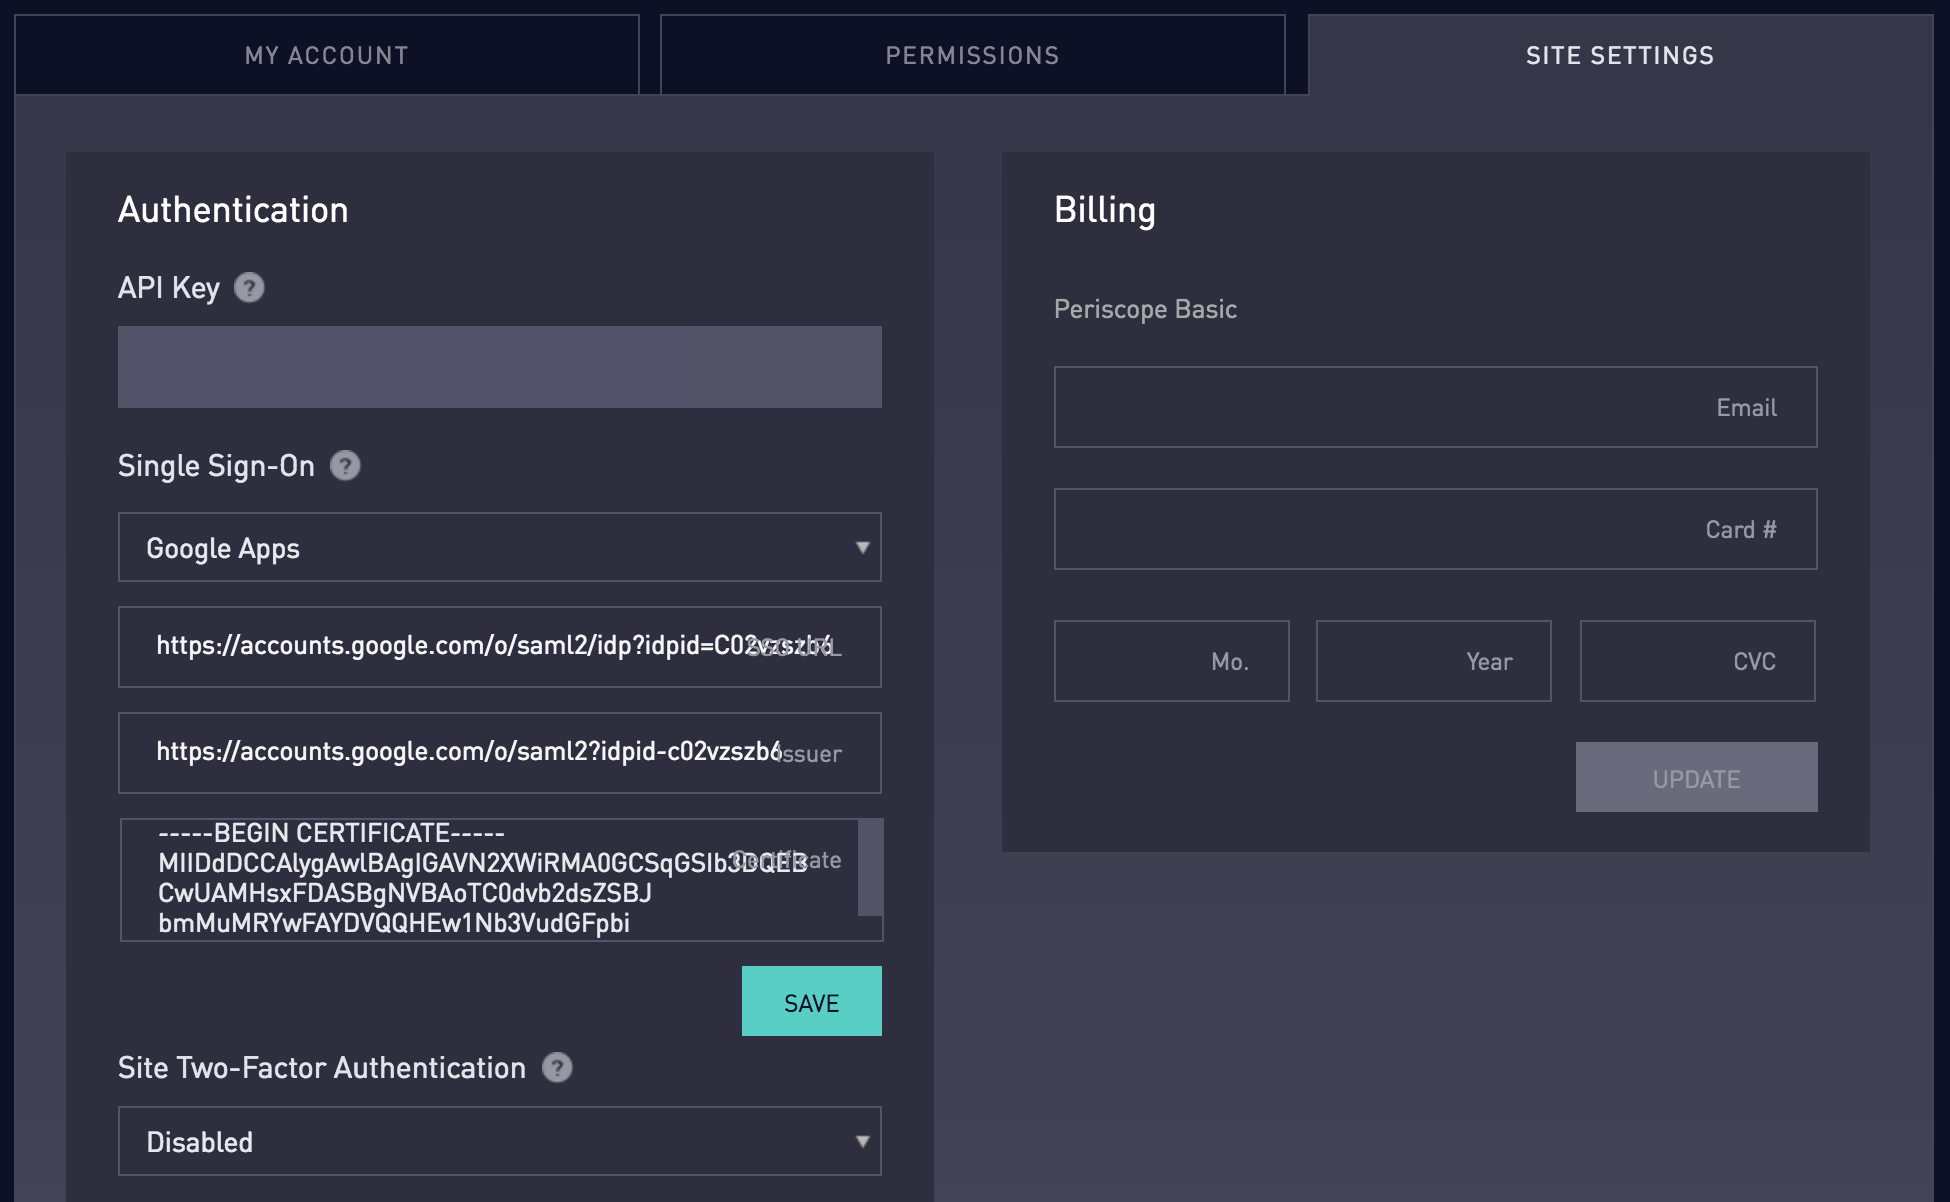 MY ACCOUNT
PERMISSIONS
SITE SETTINGS
Authentication
API Key ?
Single Sign-On ?
Google Apps
https://accounts.google.com/o/saml2/idp?idpid=C02vzszb6
SSO URL
https://accounts.google.com/o/saml2?idpid-c02vzszb6
Issuer
-----BEGIN CERTIFICATE-----
MIIDdDCCAlygAwlBAgIGAVN2XWiRMA0GCSqGSIb3DQEB
Certificate
CwUAMHsxFDASBgNVBAoTC0dvb2dsZSBJ
bmMuMRYwFAYDVQQHEw1Nb3VudGFpbi
SAVE
Site Two-Factor Authentication ?
Disabled
Billing
Periscope Basic
Email
Card #
Mo.
Year
CVC
UPDATE